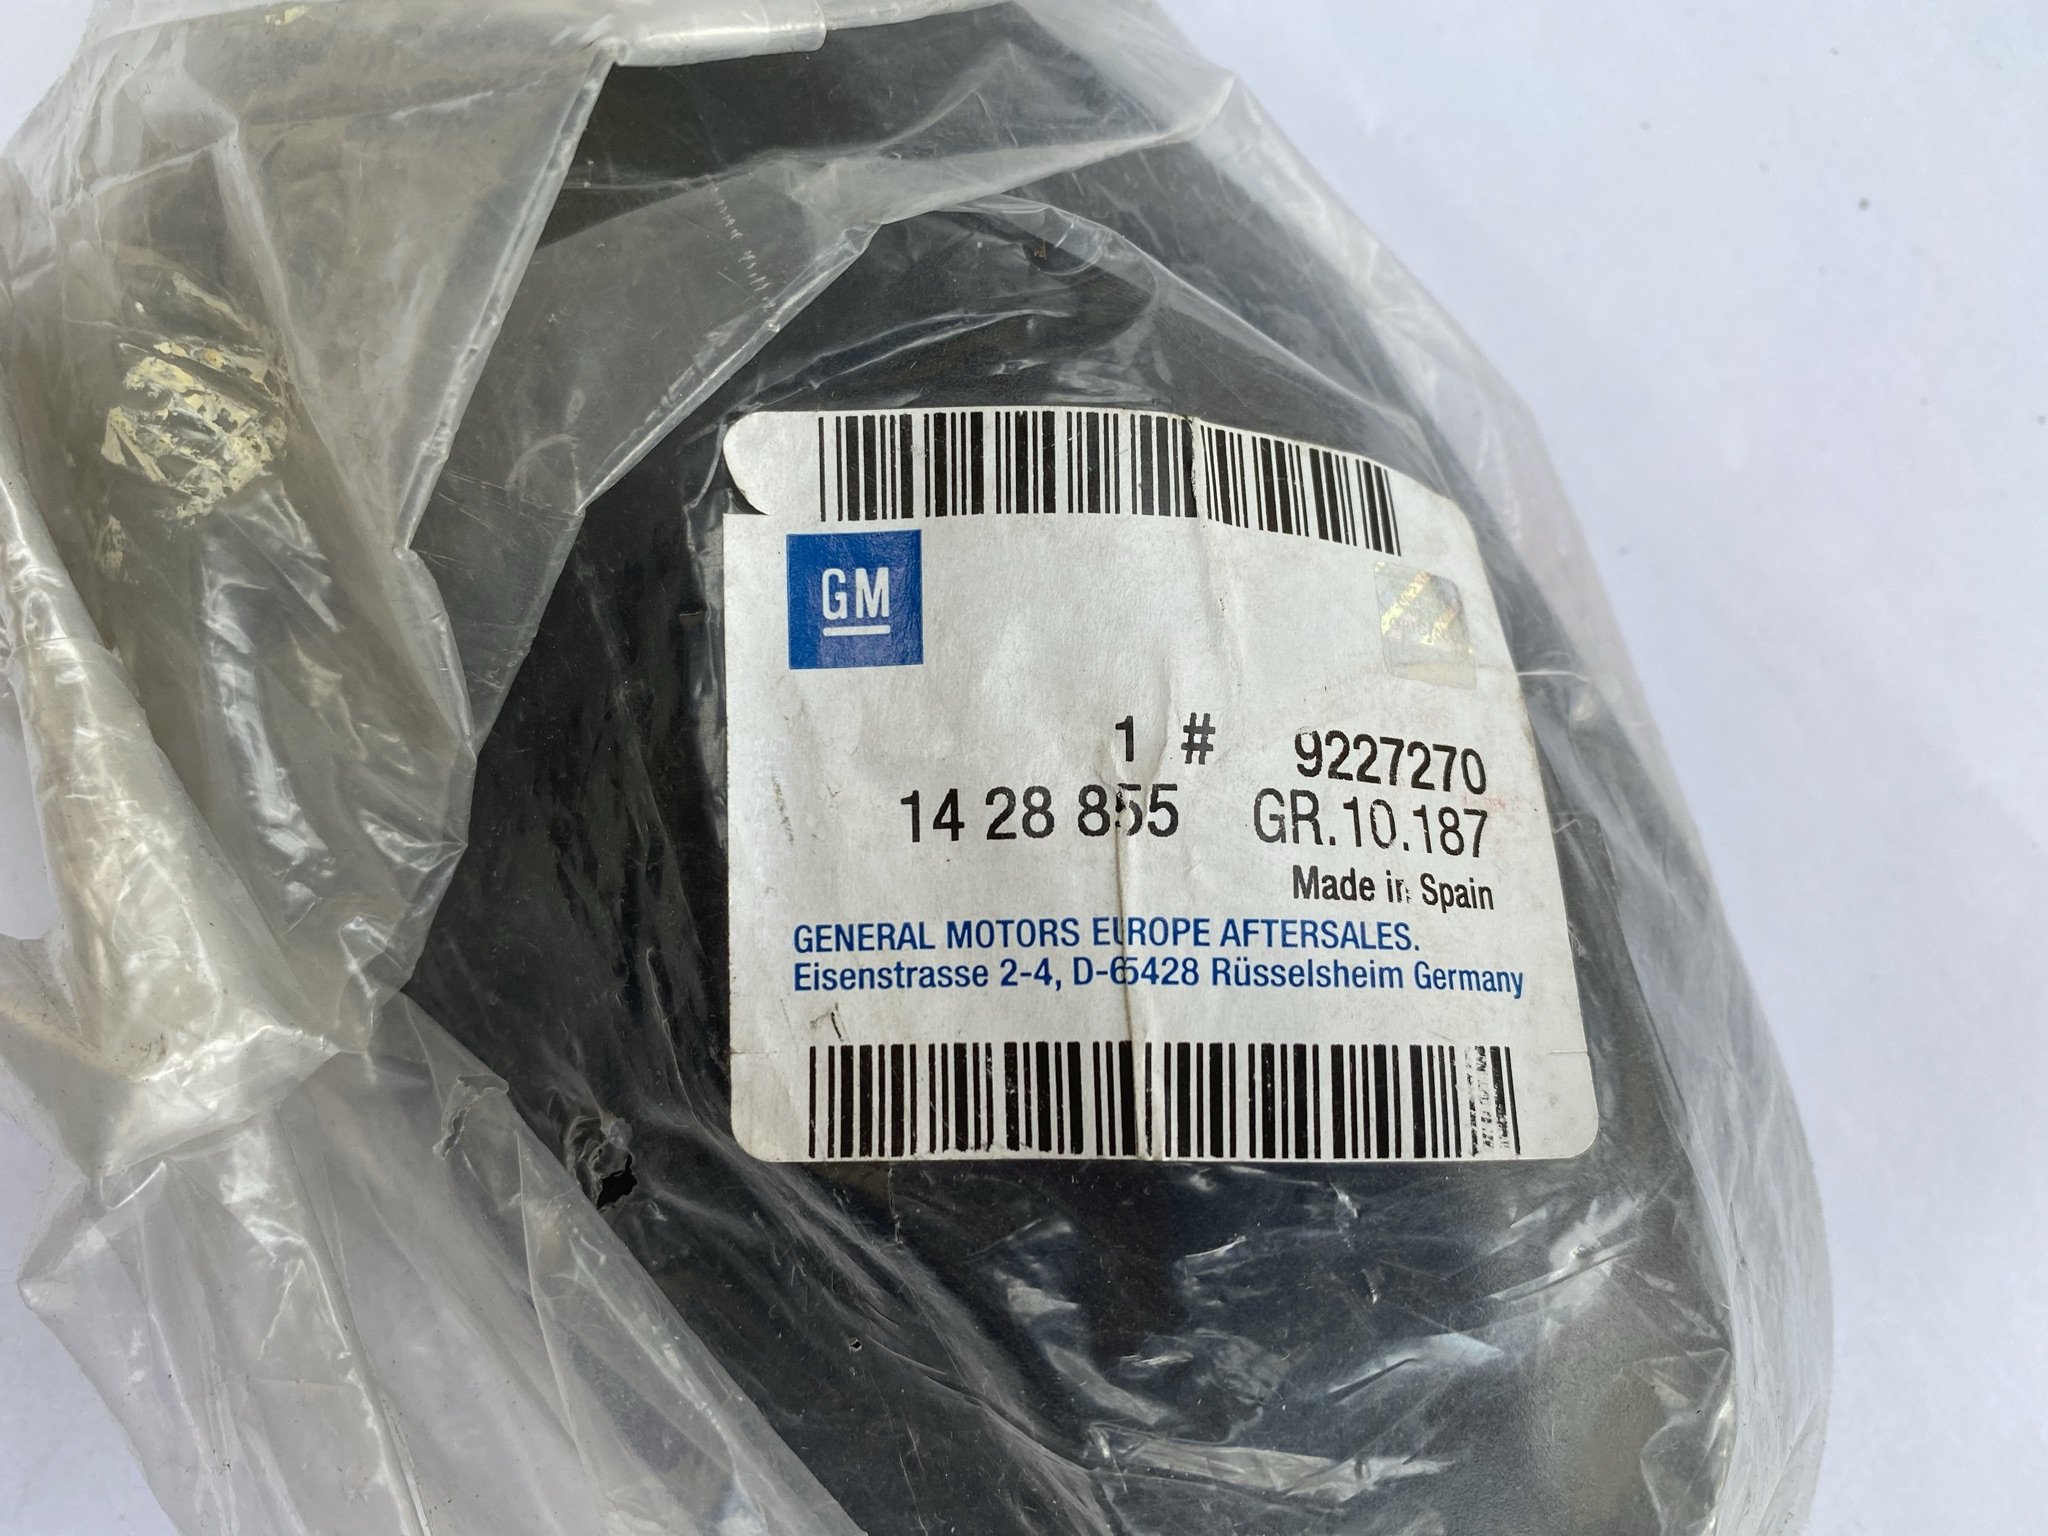 GM
1 # 9227270
14 28 855 GR.10.187
Made in Spain
GENERAL MOTORS EUROPE AFTERSALES.
Eisenstrasse 2-4, D-65428 Rüsselsheim Germany